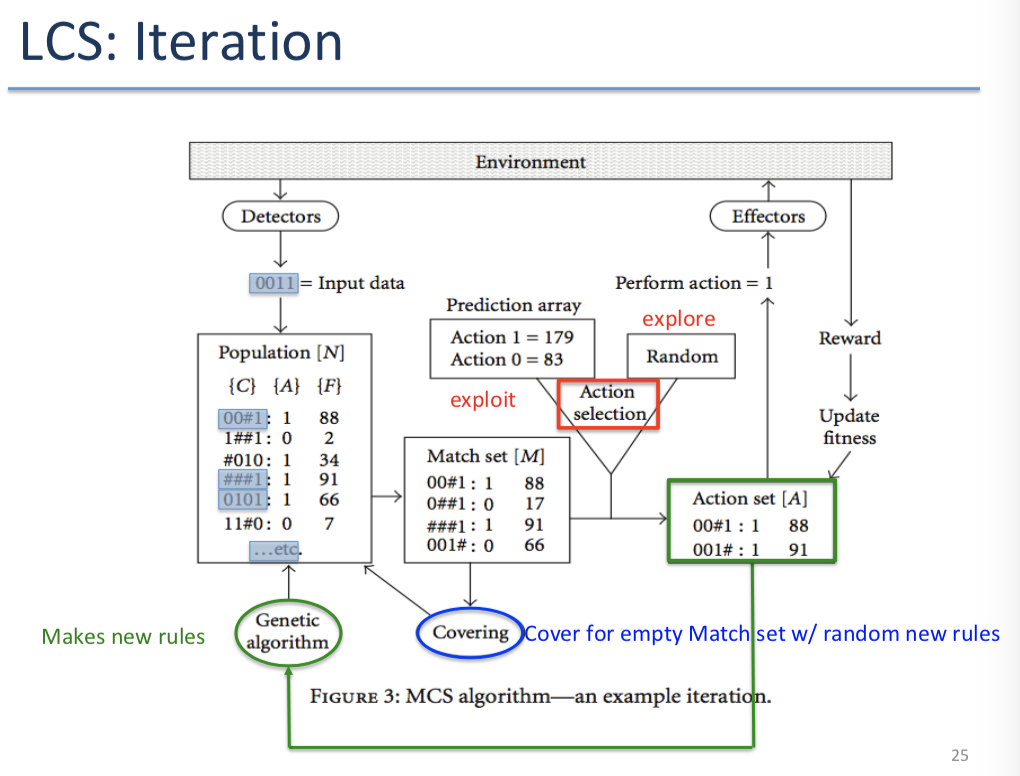 LCS: Iteration
Environment
Detectors
Effectors
0011 = Input data
Perform action = 1
Prediction array
Action 1 = 179
Action 0 = 83
explore
Random
exploit
Action
selection
Reward
Update
fitness
Population [N]
{C} {A} {F}
00#1: 1 88
1##1: 0 2
#010: 1 34
###1: 1 91
0101: 1 66
11#0: 0 7
...etc.
Match set [M]
00#1: 1 88
0##1: 0 17
###1: 1 91
001#: 0 66
Action set [A]
00#1 : 1 88
001# : 1 91
Makes new rules
Genetic
algorithm
Covering
Cover for empty Match set w/ random new rules
FIGURE 3: MCS algorithm—an example iteration.
25